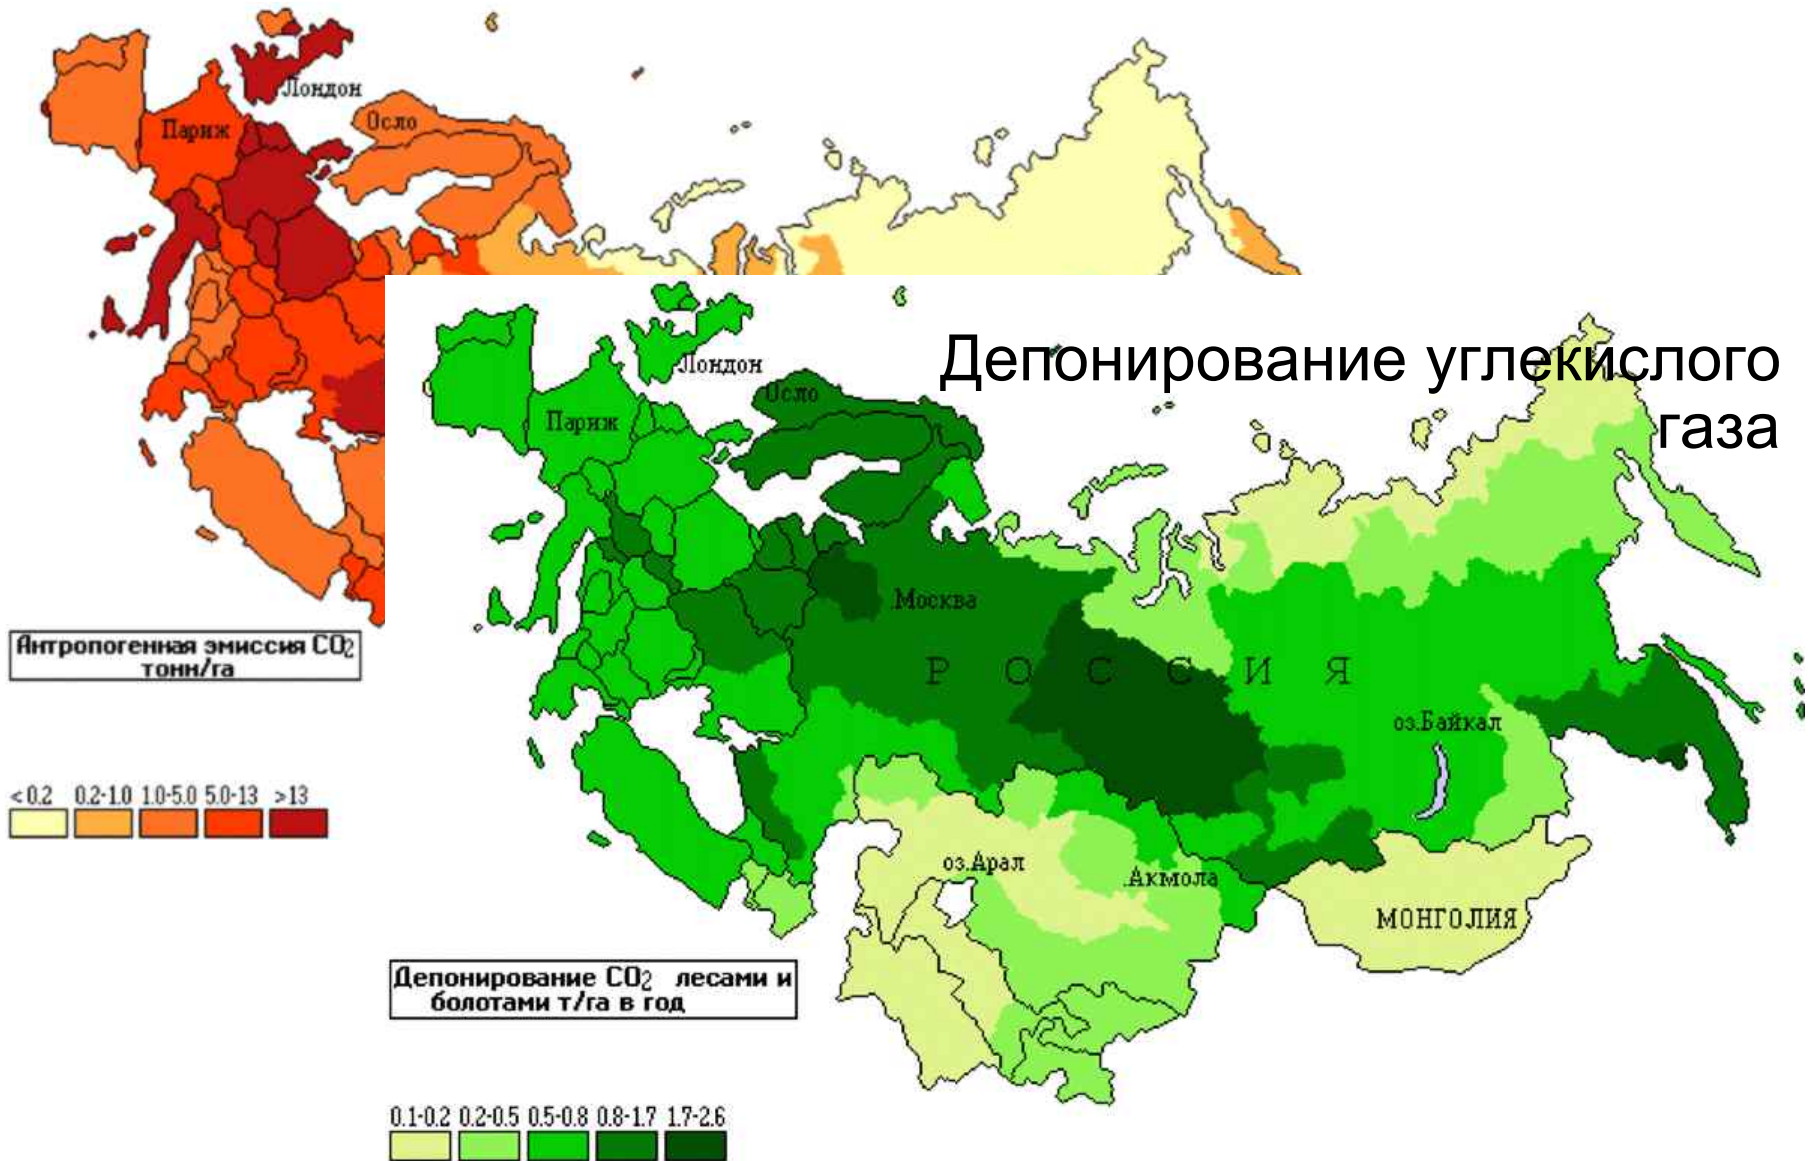 Лондон
Париж
Осло
Антропогенная эмиссия CO2
тонн/га
<0.2 0.2-1.0 1.0-5.0 5.0-13 >13
Депонирование углекислого
газа
Лондон
Осло
Париж
.Москва
РОССИЯ
оз.Байкал
оз.Арал
.Акмола
МОНГОЛИЯ
Депонирование CO2 лесами и
болотами т/га в год
0.1-0.2 0.2-0.5 0.5-0.8 0.8-1.7 1.7-2.6